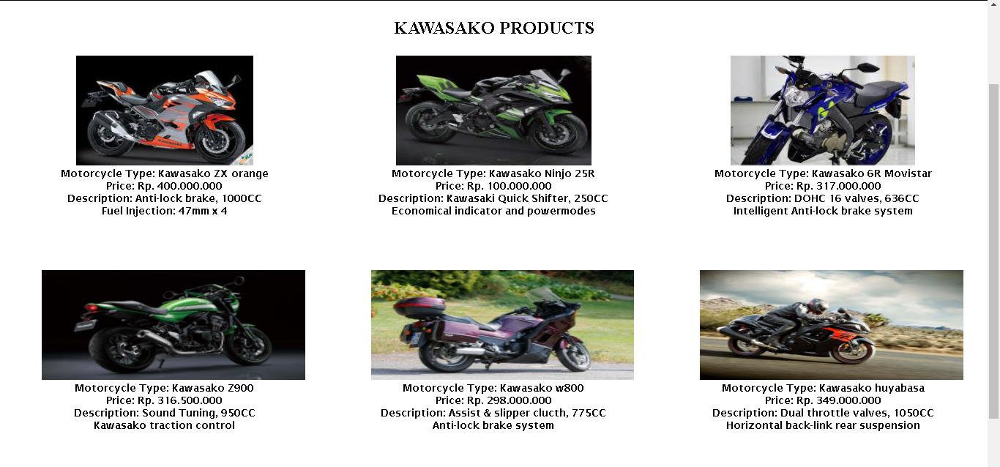 KAWASAKO PRODUCTS
Motorcycle Type: Kawasako ZX orange
Price: Rp. 400.000.000
Description: Anti-lock brake, 1000CC
Fuel Injection: 47mm x 4
Motorcycle Type: Kawasako Ninjo 25R
Price: Rp. 100.000.000
Description: Kawasaki Quick Shifter, 250CC
Economical indicator and powermodes
Motorcycle Type: Kawasako 6R Movistar
Price: Rp. 317.000.000
Description: DOHC 16 valves, 636CC
Intelligent Anti-lock brake system
Motorcycle Type: Kawasako Z900
Price: Rp. 316.500.000
Description: Sound Tuning, 950CC
Kawasako traction control
Motorcycle Type: Kawasako w800
Price: Rp. 298.000.000
Description: Assist & slipper clucth, 775CC
Anti-lock brake system
Motorcycle Type: Kawasako huyabasa
Price: Rp. 349.000.000
Description: Dual throttle valves, 1050CC
Horizontal back-link rear suspension